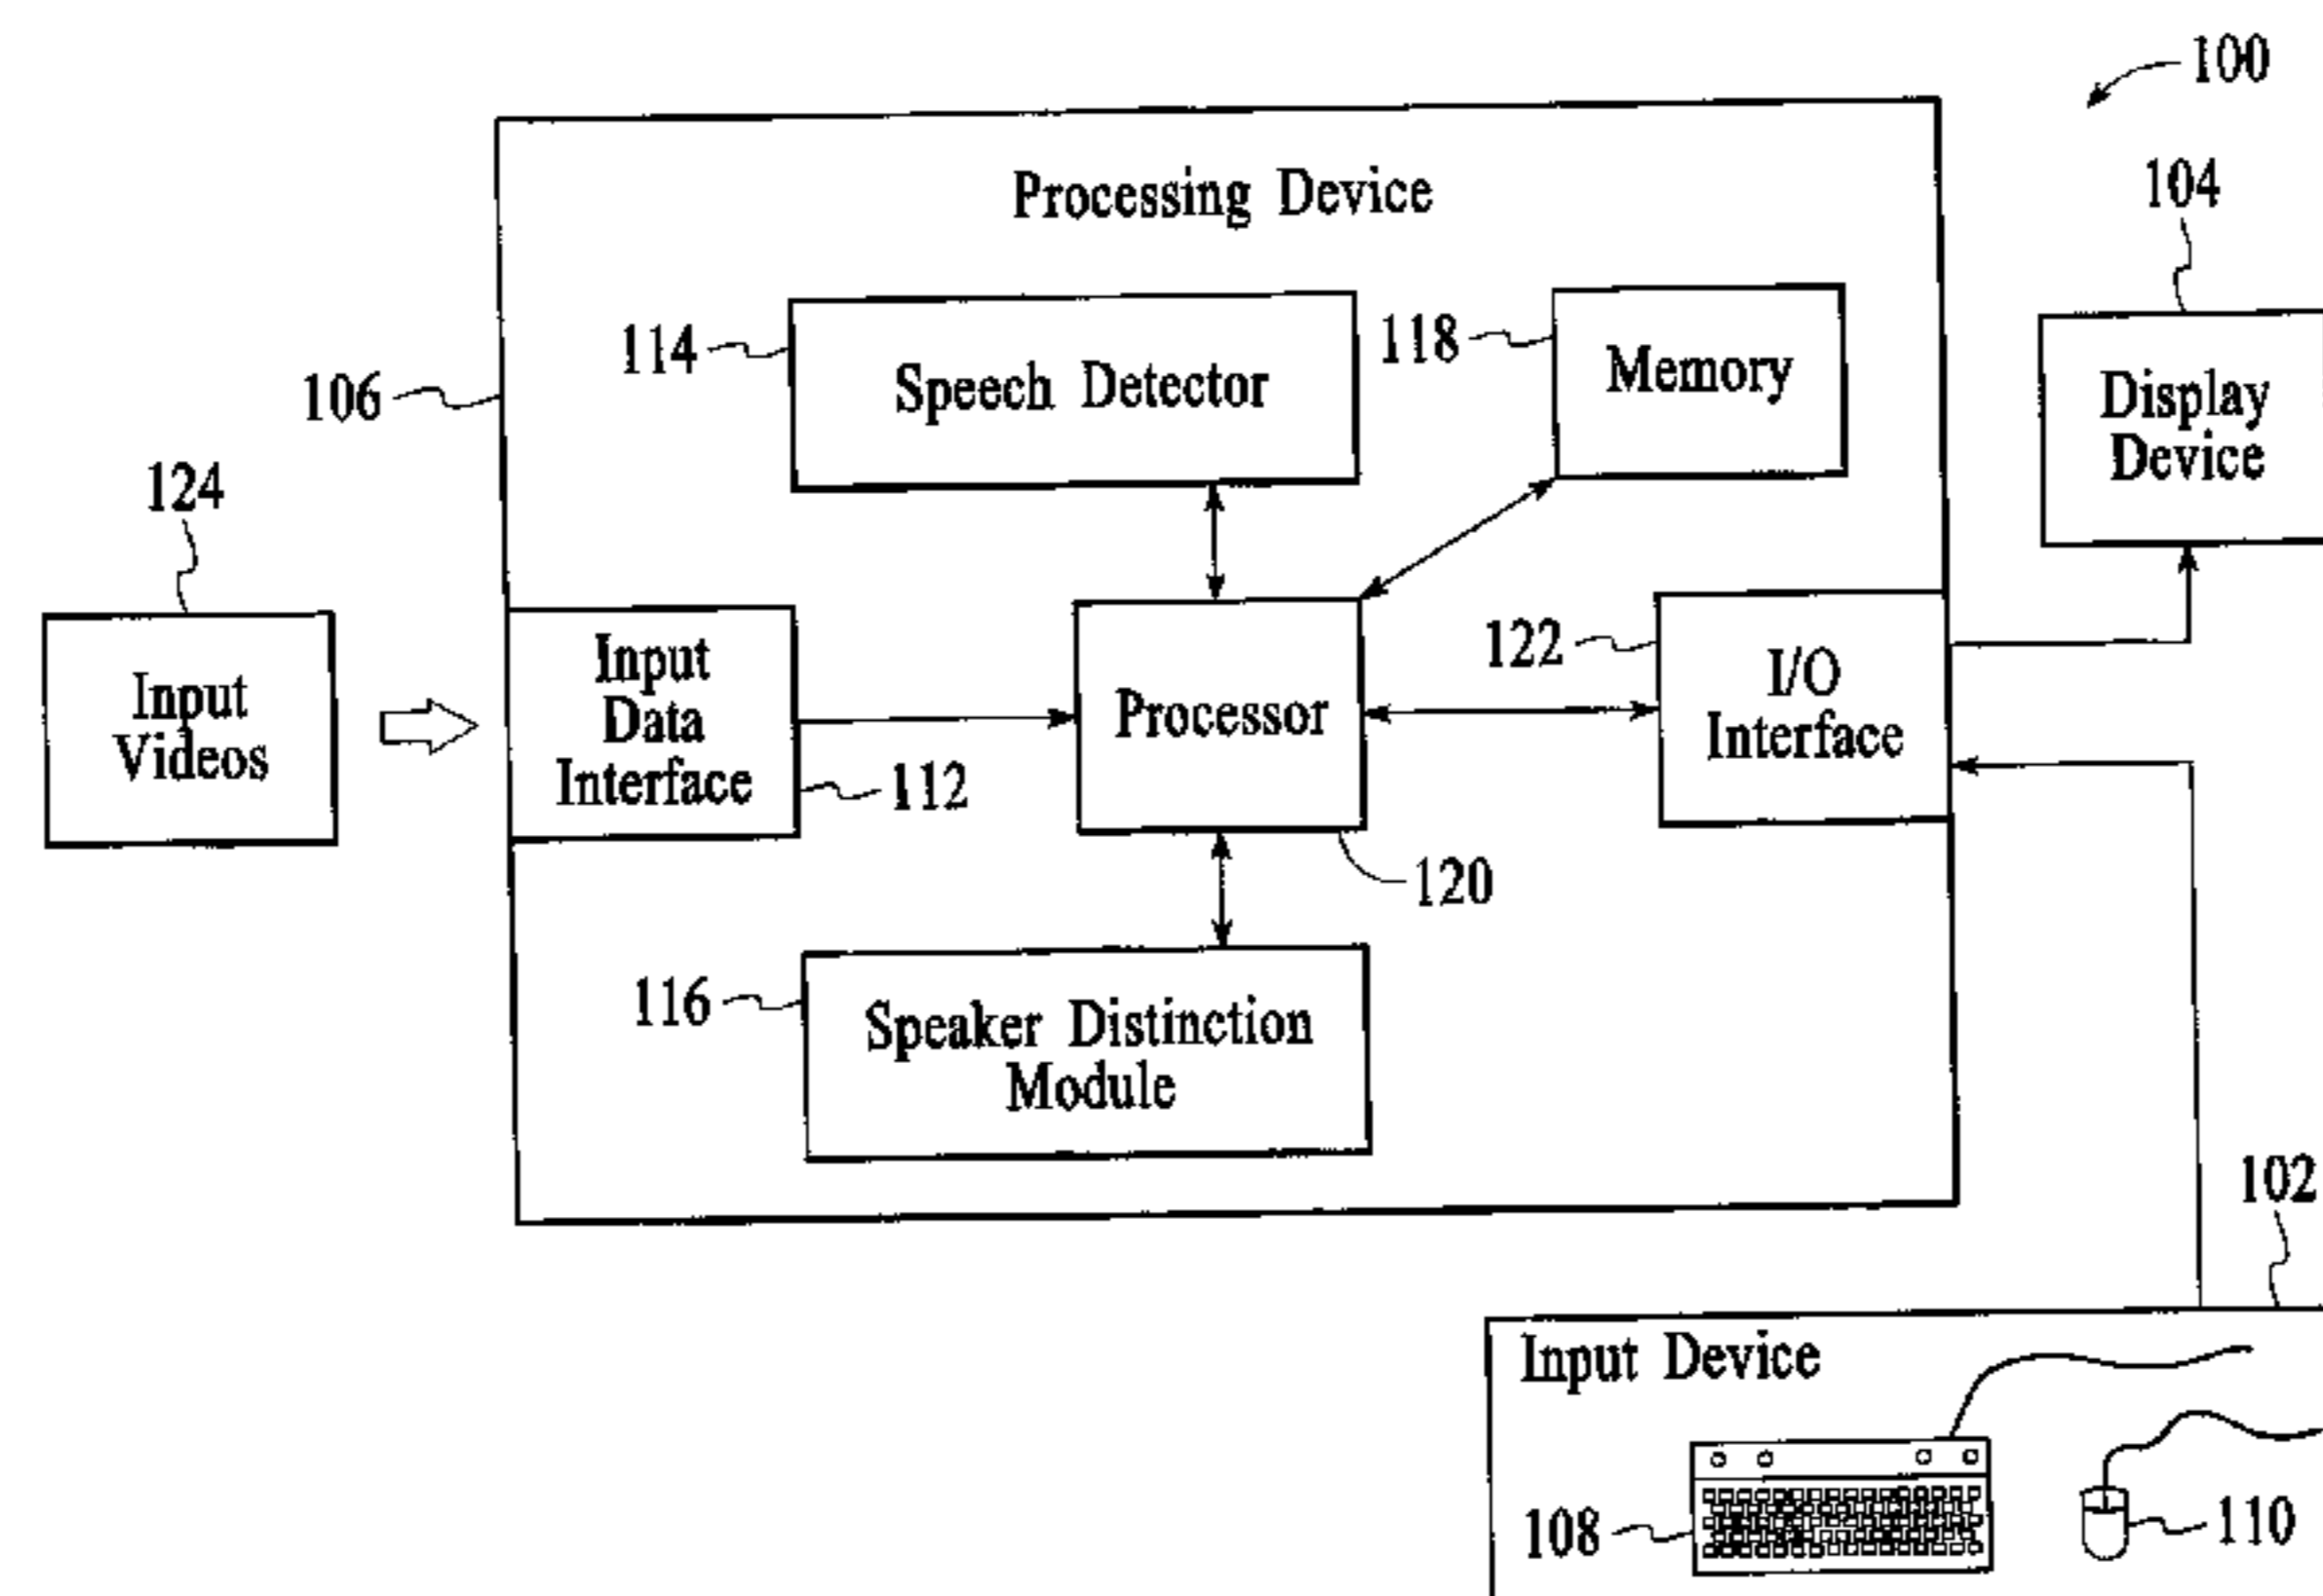 100
Processing Device
104
114
Speech Detector
118
Memory
106
Display
Device
124
Input
Videos
Input
Data
Interface
112
Processor
122
I/O
Interface
120
116
Speaker Distinction
Module
102
Input Device
108
110